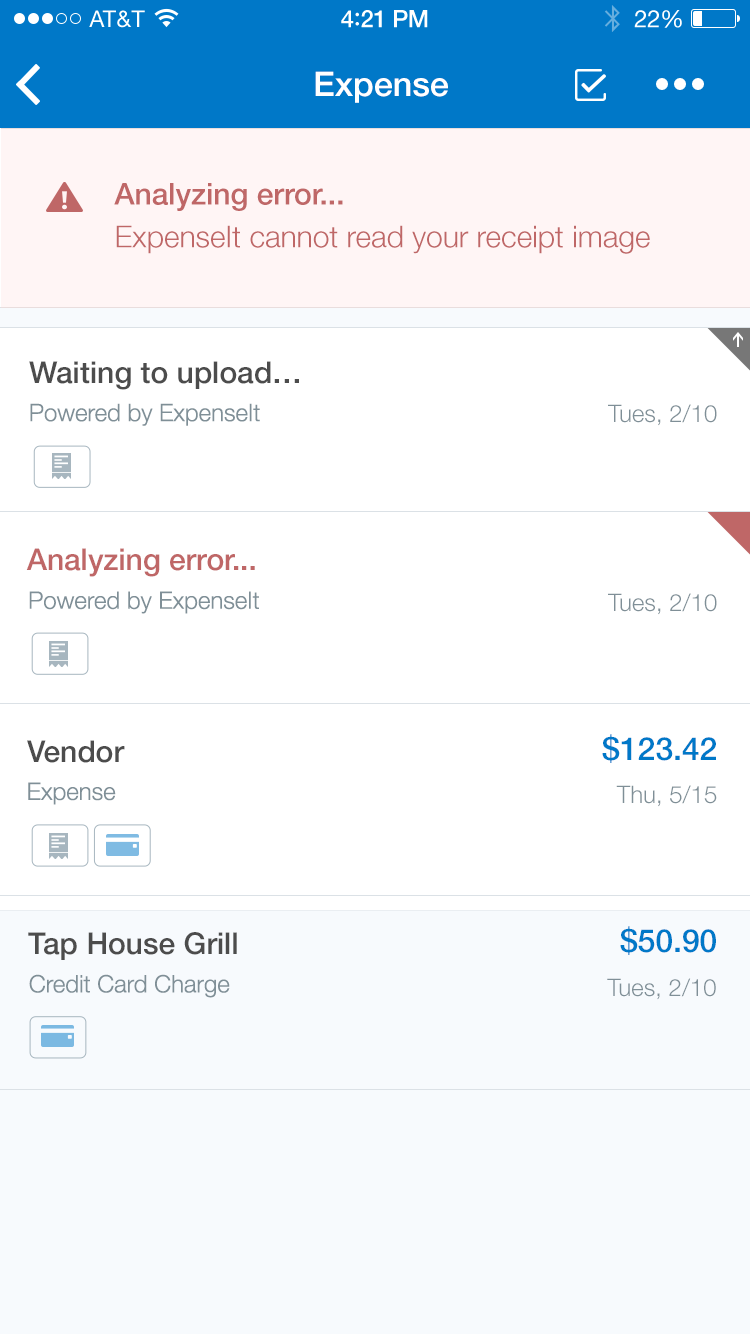 AT&T 4:21 PM 22%
Expense
Analyzing error...
ExpenseIt cannot read your receipt image
Waiting to upload...
Powered by ExpenseIt Tues, 2/10
Analyzing error...
Powered by ExpenseIt Tues, 2/10
Vendor $123.42
Expense Thu, 5/15
Tap House Grill $50.90
Credit Card Charge Tues, 2/10